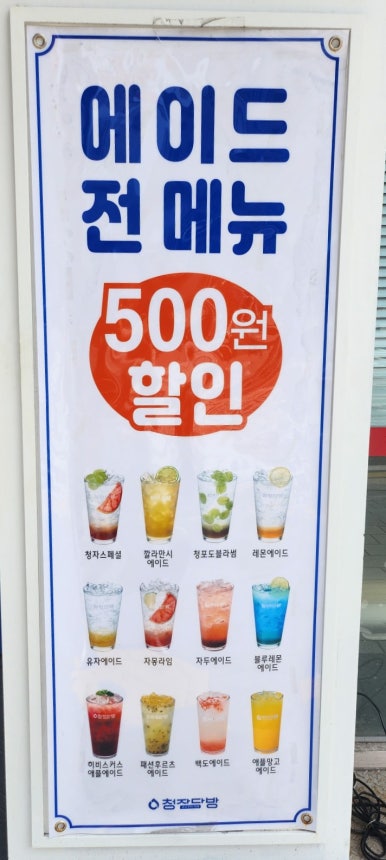 에이드
전 메뉴
500원
할인
청자스페셜
깔라만시
에이드
청포도블라썸
레몬에이드
유자에이드
자몽라임
자두에이드
블루레몬
에이드
히비스커스
애플에이드
패션후르츠
에이드
백도에이드
애플망고
에이드
청자다방